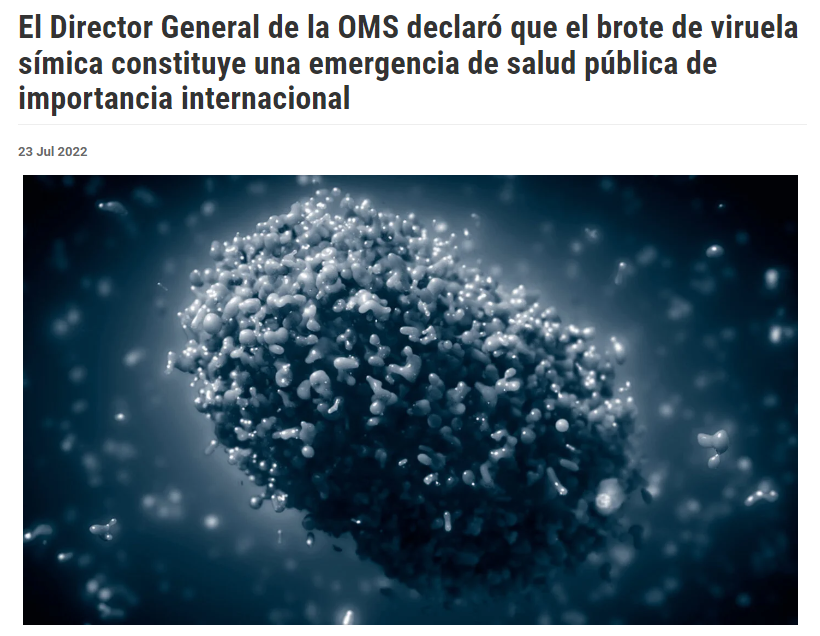 El Director General de la OMS declaró que el brote de viruela
símica constituye una emergencia de salud pública de
importancia internacional
23 Jul 2022